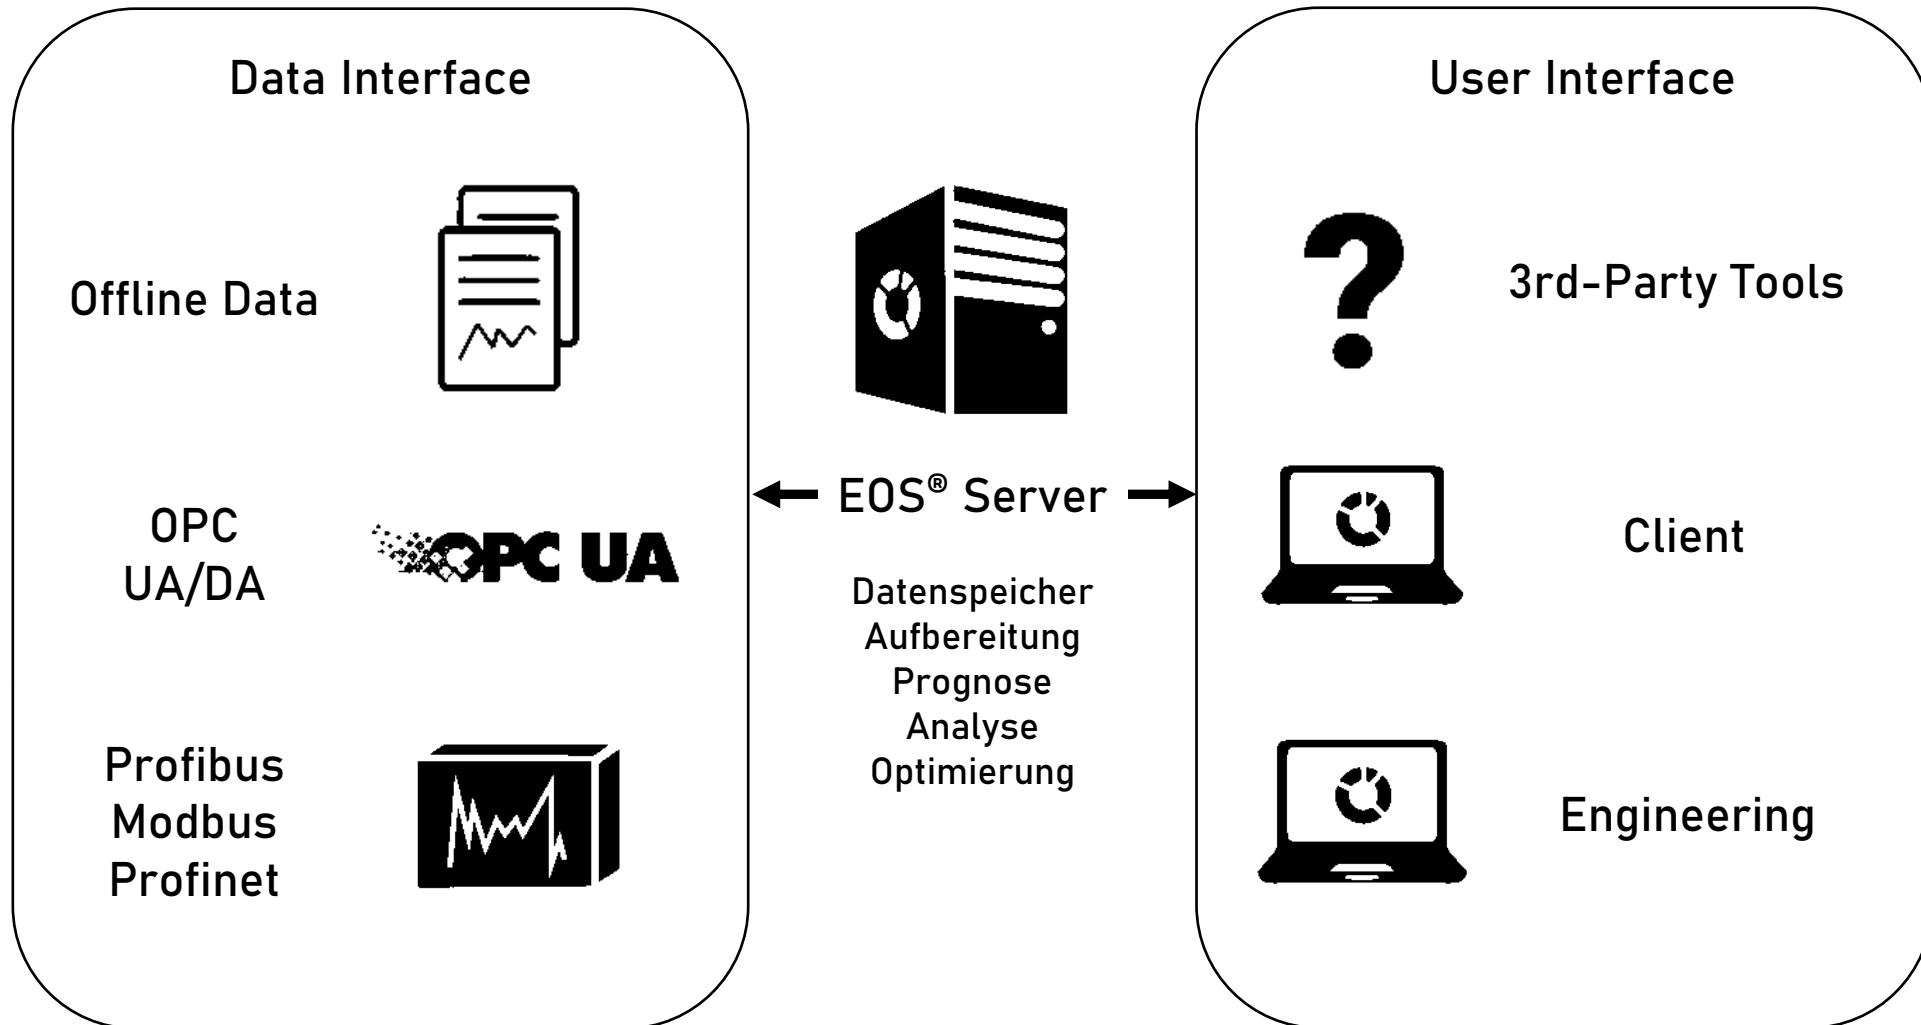 Data Interface
Offline Data
OPC
UA/DA
OPC UA
Profibus
Modbus
Profinet
EOS® Server
Datenspeicher
Aufbereitung
Prognose
Analyse
Optimierung
User Interface
?
3rd-Party Tools
Client
Engineering